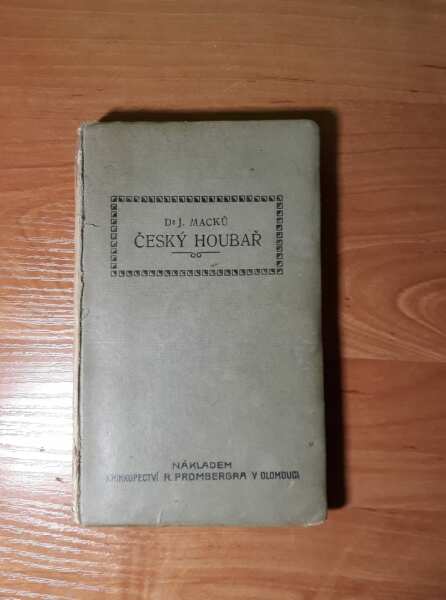 Dr J. MACKŮ
ČESKÝ HOUBAŘ
NÁKLADEM
KNIHKUPECTVÍ R. PROMBERGRA V OLOMOUCI